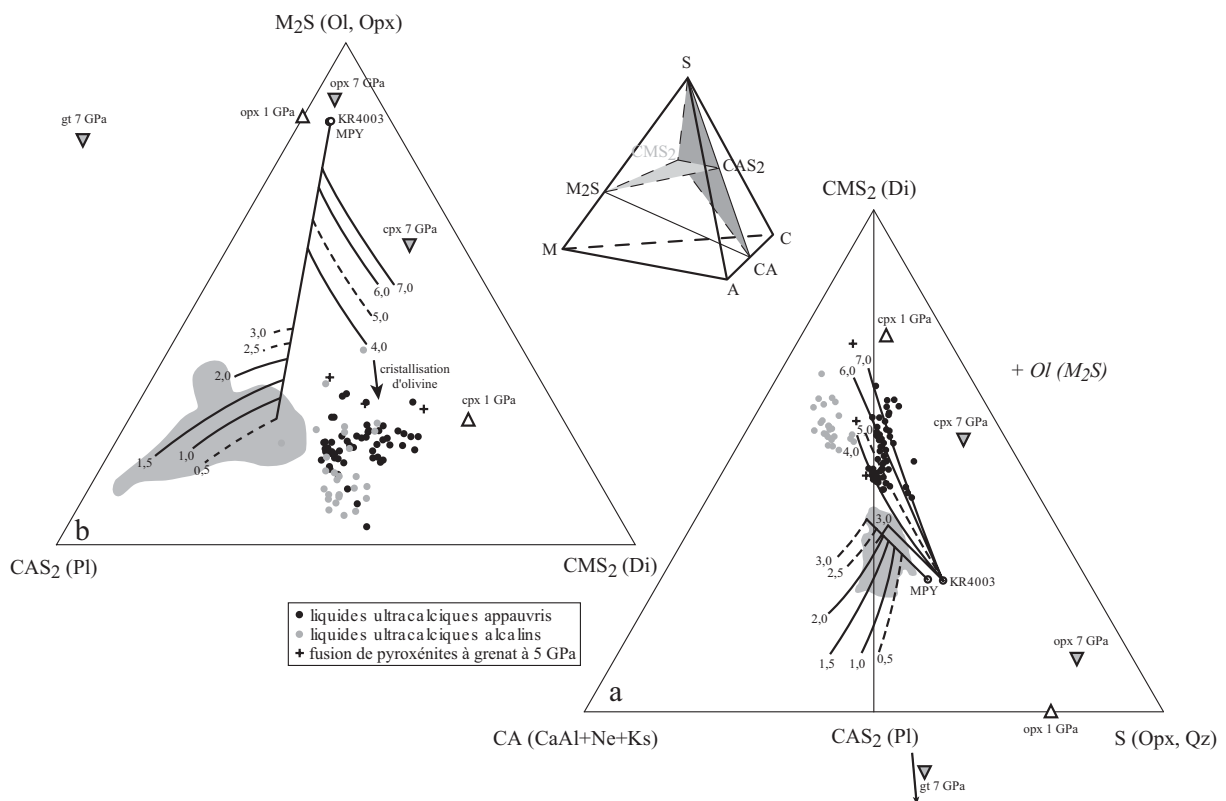 M2S (Ol, Opx)
opx 7 GPa
opx 1 GPa
gt 7 GPa
KR4003
MPY
cpx 7 GPa
6,0
7,0
5,0
3,0
2,5
4,0
2,0
cristallisation
d'olivine
cpx 1 GPa
1,5
1,0
0,5
b
CAS2 (Pl)
CMS2 (Di)
S
CMS2
CAS2
M2S
M
C
CA
A
CMS2 (Di)
cpx 1 GPa
7,0
6,0
+ Ol (M2S)
5,0
4,0
cpx 7 GPa
3,0
3,0
2,5
MPY
KR4003
2,0
1,5
1,0
0,5
opx 7 GPa
a
opx 1 GPa
CA (CaAl+Ne+Ks)
CAS2 (Pl)
S (Opx, Qz)
gt 7 GPa
liquides ultracalciques appauvris
liquides ultracalciques alcalins
fusion de pyroxénites à grenat à 5 GPa